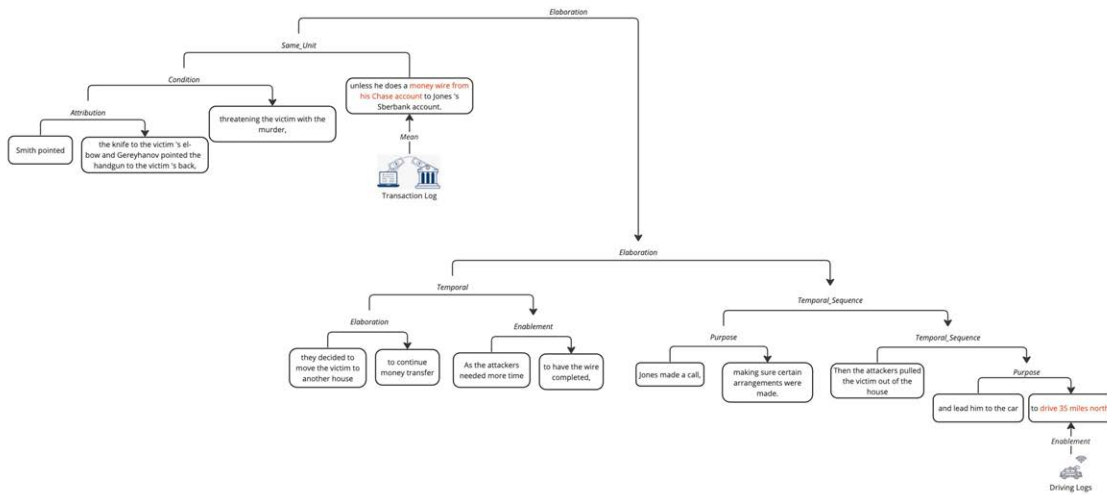 Elaboration
Same_Unit
Condition
unless he does a money wire from
his Chase account to Jones 's
Sberbank account.
Attribution
threatening the victim with the
murder,
Mean
Smith pointed
the knife to the victim 's el-
bow and Gereyhanov pointed the
handgun to the victim 's back,
Transaction Log
Elaboration
Temporal
Temporal_Sequence
Elaboration
Enablement
Purpose
Temporal_Sequence
they decided to
move the victim to
another house
to continue
money transfer
As the attackers
needed more time
to have the wire
completed,
Jones made a call,
making sure certain
arrangements were
made.
Then the attackers pulled
the victim out of the
house
Purpose
and lead him to the car
to drive 35 miles north
Enablement
Driving Logs